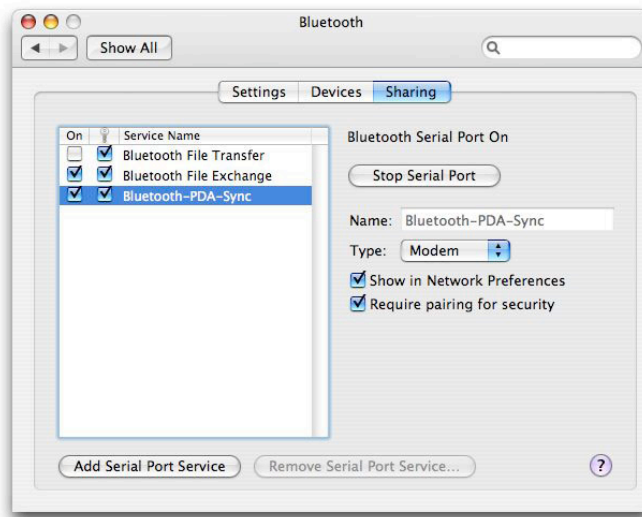 Bluetooth
Show All
Settings Devices Sharing
On Service Name
Bluetooth File Transfer
Bluetooth File Exchange
Bluetooth-PDA-Sync
Bluetooth Serial Port On
Stop Serial Port
Name: Bluetooth-PDA-Sync
Type: Modem
Show in Network Preferences
Require pairing for security
Add Serial Port Service Remove Serial Port Service... ?